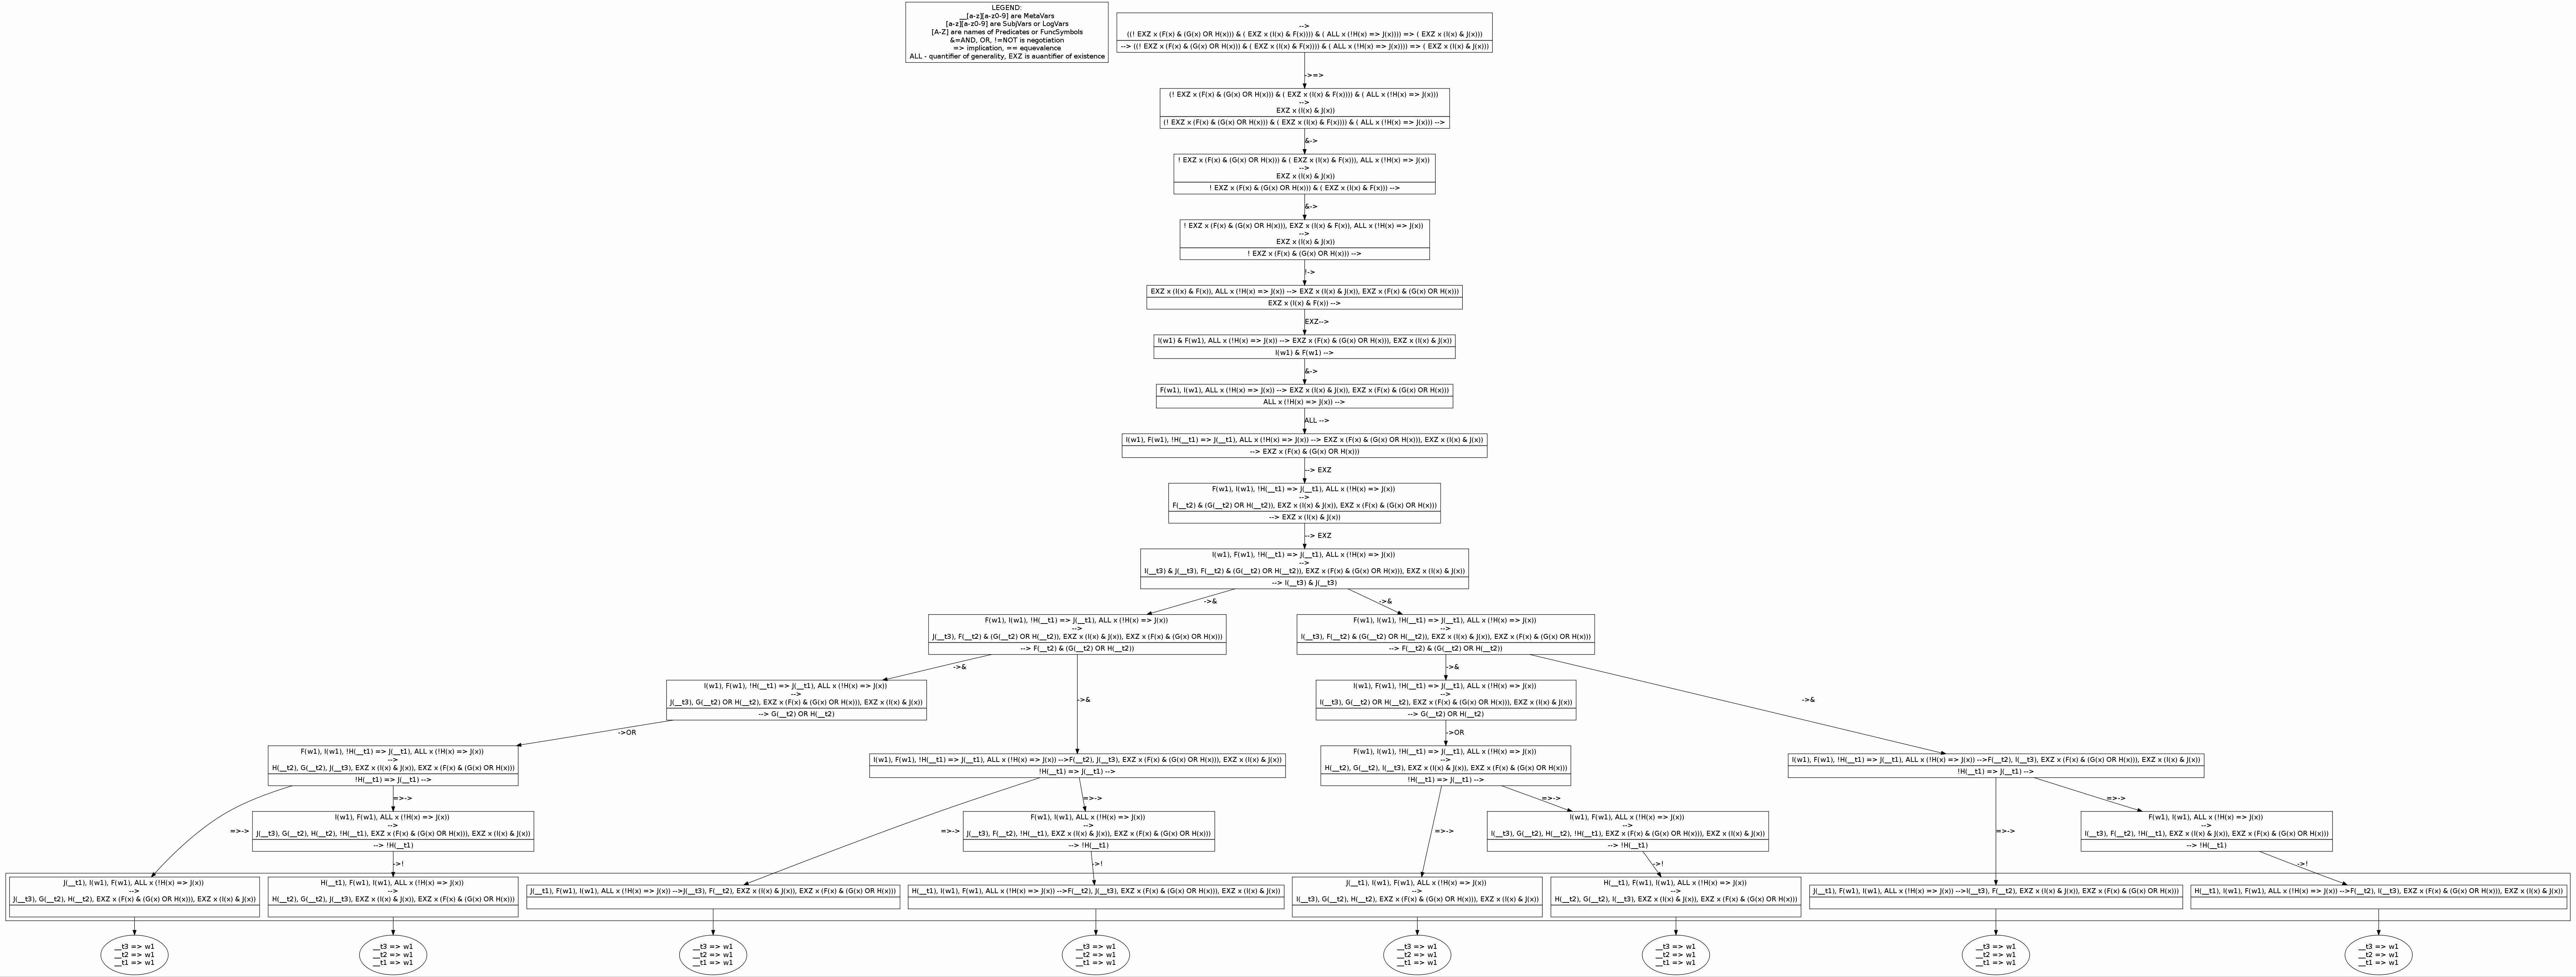 LEGEND:
__[a-z][a-z0-9] are MetaVars
[a-z][a-z0-9] are SubjVars or LogVars
[A-Z] are names of Predicates or FuncSymbols
&=AND, OR, !=NOT is negotiation
=> implication, == equevalence
ALL - quantifier of generality, EXZ is auantifier of existence
-->
((! EXZ x (F(x) & (G(x) OR H(x))) & ( EXZ x (I(x) & F(x)))) & ( ALL x (!H(x) => J(x)))) => ( EXZ x (I(x) & J(x)))
--> ((! EXZ x (F(x) & (G(x) OR H(x))) & ( EXZ x (I(x) & F(x)))) & ( ALL x (!H(x) => J(x)))) => ( EXZ x (I(x) & J(x)))
->=>
(! EXZ x (F(x) & (G(x) OR H(x))) & ( EXZ x (I(x) & F(x)))) & ( ALL x (!H(x) => J(x)))
-->
EXZ x (I(x) & J(x))
(! EXZ x (F(x) & (G(x) OR H(x))) & ( EXZ x (I(x) & F(x)))) & ( ALL x (!H(x) => J(x))) -->
&->
! EXZ x (F(x) & (G(x) OR H(x))) & ( EXZ x (I(x) & F(x))), ALL x (!H(x) => J(x))
-->
EXZ x (I(x) & J(x))
! EXZ x (F(x) & (G(x) OR H(x))) & ( EXZ x (I(x) & F(x))) -->
&->
! EXZ x (F(x) & (G(x) OR H(x))), EXZ x (I(x) & F(x)), ALL x (!H(x) => J(x))
-->
EXZ x (I(x) & J(x))
! EXZ x (F(x) & (G(x) OR H(x))) -->
!->
EXZ x (I(x) & F(x)), ALL x (!H(x) => J(x)) --> EXZ x (I(x) & J(x)), EXZ x (F(x) & (G(x) OR H(x)))
EXZ x (I(x) & F(x)) -->
EXZ-->
I(w1) & F(w1), ALL x (!H(x) => J(x)) --> EXZ x (F(x) & (G(x) OR H(x))), EXZ x (I(x) & J(x))
I(w1) & F(w1) -->
&->
F(w1), I(w1), ALL x (!H(x) => J(x)) --> EXZ x (I(x) & J(x)), EXZ x (F(x) & (G(x) OR H(x)))
ALL x (!H(x) => J(x)) -->
ALL -->
I(w1), F(w1), !H(__t1) => J(__t1), ALL x (!H(x) => J(x)) --> EXZ x (F(x) & (G(x) OR H(x))), EXZ x (I(x) & J(x))
--> EXZ x (F(x) & (G(x) OR H(x)))
--> EXZ
F(w1), I(w1), !H(__t1) => J(__t1), ALL x (!H(x) => J(x))
-->
F(__t2) & (G(__t2) OR H(__t2)), EXZ x (I(x) & J(x)), EXZ x (F(x) & (G(x) OR H(x)))
--> EXZ x (I(x) & J(x))
--> EXZ
I(w1), F(w1), !H(__t1) => J(__t1), ALL x (!H(x) => J(x))
-->
I(__t3) & J(__t3), F(__t2) & (G(__t2) OR H(__t2)), EXZ x (F(x) & (G(x) OR H(x))), EXZ x (I(x) & J(x))
--> I(__t3) & J(__t3)
->&
->&
F(w1), I(w1), !H(__t1) => J(__t1), ALL x (!H(x) => J(x))
-->
J(__t3), F(__t2) & (G(__t2) OR H(__t2)), EXZ x (I(x) & J(x)), EXZ x (F(x) & (G(x) OR H(x)))
--> F(__t2) & (G(__t2) OR H(__t2))
F(w1), I(w1), !H(__t1) => J(__t1), ALL x (!H(x) => J(x))
-->
I(__t3), F(__t2) & (G(__t2) OR H(__t2)), EXZ x (I(x) & J(x)), EXZ x (F(x) & (G(x) OR H(x)))
--> F(__t2) & (G(__t2) OR H(__t2))
->&
->&
->&
->&
I(w1), F(w1), !H(__t1) => J(__t1), ALL x (!H(x) => J(x))
-->
J(__t3), G(__t2) OR H(__t2), EXZ x (F(x) & (G(x) OR H(x))), EXZ x (I(x) & J(x))
--> G(__t2) OR H(__t2)
I(w1), F(w1), !H(__t1) => J(__t1), ALL x (!H(x) => J(x))
-->
I(__t3), G(__t2) OR H(__t2), EXZ x (F(x) & (G(x) OR H(x))), EXZ x (I(x) & J(x))
--> G(__t2) OR H(__t2)
->OR
->OR
F(w1), I(w1), !H(__t1) => J(__t1), ALL x (!H(x) => J(x))
-->
H(__t2), G(__t2), J(__t3), EXZ x (I(x) & J(x)), EXZ x (F(x) & (G(x) OR H(x)))
!H(__t1) => J(__t1) -->
I(w1), F(w1), !H(__t1) => J(__t1), ALL x (!H(x) => J(x)) -->F(__t2), J(__t3), EXZ x (F(x) & (G(x) OR H(x))), EXZ x (I(x) & J(x))
!H(__t1) => J(__t1) -->
F(w1), I(w1), !H(__t1) => J(__t1), ALL x (!H(x) => J(x))
-->
H(__t2), G(__t2), I(__t3), EXZ x (I(x) & J(x)), EXZ x (F(x) & (G(x) OR H(x)))
!H(__t1) => J(__t1) -->
I(w1), F(w1), !H(__t1) => J(__t1), ALL x (!H(x) => J(x)) -->F(__t2), I(__t3), EXZ x (F(x) & (G(x) OR H(x))), EXZ x (I(x) & J(x))
!H(__t1) => J(__t1) -->
=>->
=>->
=>->
=>->
=>->
=>->
=>->
=>->
I(w1), F(w1), ALL x (!H(x) => J(x))
-->
J(__t3), G(__t2), H(__t2), !H(__t1), EXZ x (F(x) & (G(x) OR H(x))), EXZ x (I(x) & J(x))
--> !H(__t1)
F(w1), I(w1), ALL x (!H(x) => J(x))
-->
J(__t3), F(__t2), !H(__t1), EXZ x (I(x) & J(x)), EXZ x (F(x) & (G(x) OR H(x)))
--> !H(__t1)
I(w1), F(w1), ALL x (!H(x) => J(x))
-->
I(__t3), G(__t2), H(__t2), !H(__t1), EXZ x (F(x) & (G(x) OR H(x))), EXZ x (I(x) & J(x))
--> !H(__t1)
F(w1), I(w1), ALL x (!H(x) => J(x))
-->
I(__t3), F(__t2), !H(__t1), EXZ x (I(x) & J(x)), EXZ x (F(x) & (G(x) OR H(x)))
--> !H(__t1)
->!
->!
->!
->!
J(__t1), I(w1), F(w1), ALL x (!H(x) => J(x))
-->
J(__t3), G(__t2), H(__t2), EXZ x (F(x) & (G(x) OR H(x))), EXZ x (I(x) & J(x))
H(__t1), F(w1), I(w1), ALL x (!H(x) => J(x))
-->
H(__t2), G(__t2), J(__t3), EXZ x (I(x) & J(x)), EXZ x (F(x) & (G(x) OR H(x)))
J(__t1), F(w1), I(w1), ALL x (!H(x) => J(x)) -->J(__t3), F(__t2), EXZ x (I(x) & J(x)), EXZ x (F(x) & (G(x) OR H(x)))
H(__t1), I(w1), F(w1), ALL x (!H(x) => J(x)) -->F(__t2), J(__t3), EXZ x (F(x) & (G(x) OR H(x))), EXZ x (I(x) & J(x))
J(__t1), I(w1), F(w1), ALL x (!H(x) => J(x))
-->
I(__t3), G(__t2), H(__t2), EXZ x (F(x) & (G(x) OR H(x))), EXZ x (I(x) & J(x))
H(__t1), F(w1), I(w1), ALL x (!H(x) => J(x))
-->
H(__t2), G(__t2), I(__t3), EXZ x (I(x) & J(x)), EXZ x (F(x) & (G(x) OR H(x)))
J(__t1), F(w1), I(w1), ALL x (!H(x) => J(x)) -->I(__t3), F(__t2), EXZ x (I(x) & J(x)), EXZ x (F(x) & (G(x) OR H(x)))
H(__t1), I(w1), F(w1), ALL x (!H(x) => J(x)) -->F(__t2), I(__t3), EXZ x (F(x) & (G(x) OR H(x))), EXZ x (I(x) & J(x))
__t3 => w1
__t2 => w1
__t1 => w1
__t3 => w1
__t2 => w1
__t1 => w1
__t3 => w1
__t2 => w1
__t1 => w1
__t3 => w1
__t2 => w1
__t1 => w1
__t3 => w1
__t2 => w1
__t1 => w1
__t3 => w1
__t2 => w1
__t1 => w1
__t3 => w1
__t2 => w1
__t1 => w1
__t3 => w1
__t2 => w1
__t1 => w1